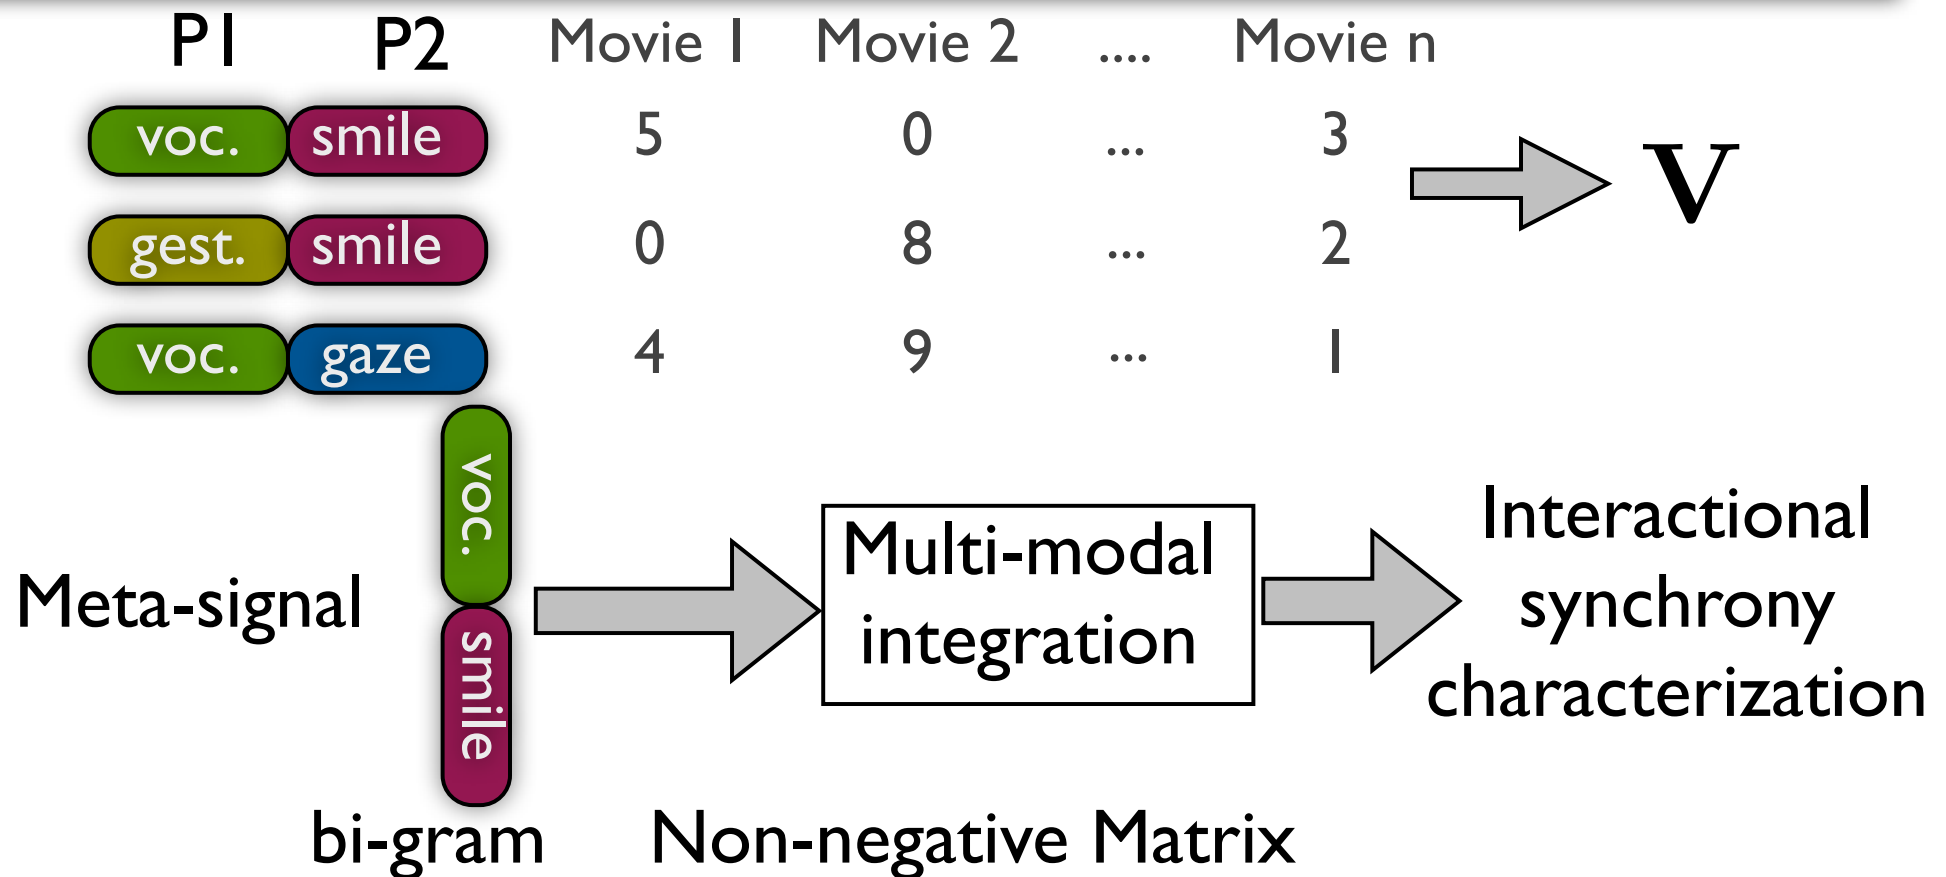 P1 P2 Movie 1 Movie 2 .... Movie n
voc. smile 5 0 ... 3
V
gest. smile 0 8 ... 2
voc. gaze 4 9 ... 1
voc.
smile
Meta-signal
Multi-modal
integration
Interactional
synchrony
characterization
bi-gram
Non-negative Matrix